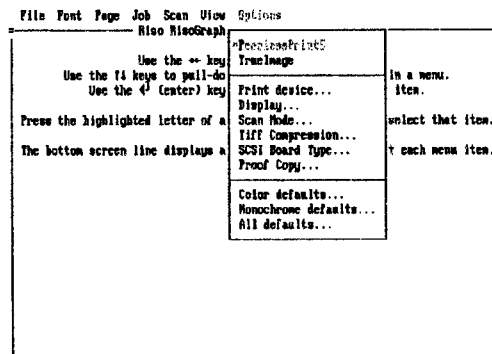 File Font Page Job Scan View Options
Riso RisoGraph
»PeerlessPrint5
TrueImage
Print device...
Display...
Scan Mode...
Tiff Compression...
SCSI Board Type...
Proof Copy...
Color defaults...
Monochrome defaults...
All defaults...
Use the ↔ key
Use the ↑↓ keys to pull-do in a menu.
Use the ↵ (enter) key item.
Press the highlighted letter of a select that item.
The bottom screen line displays a t each menu item.